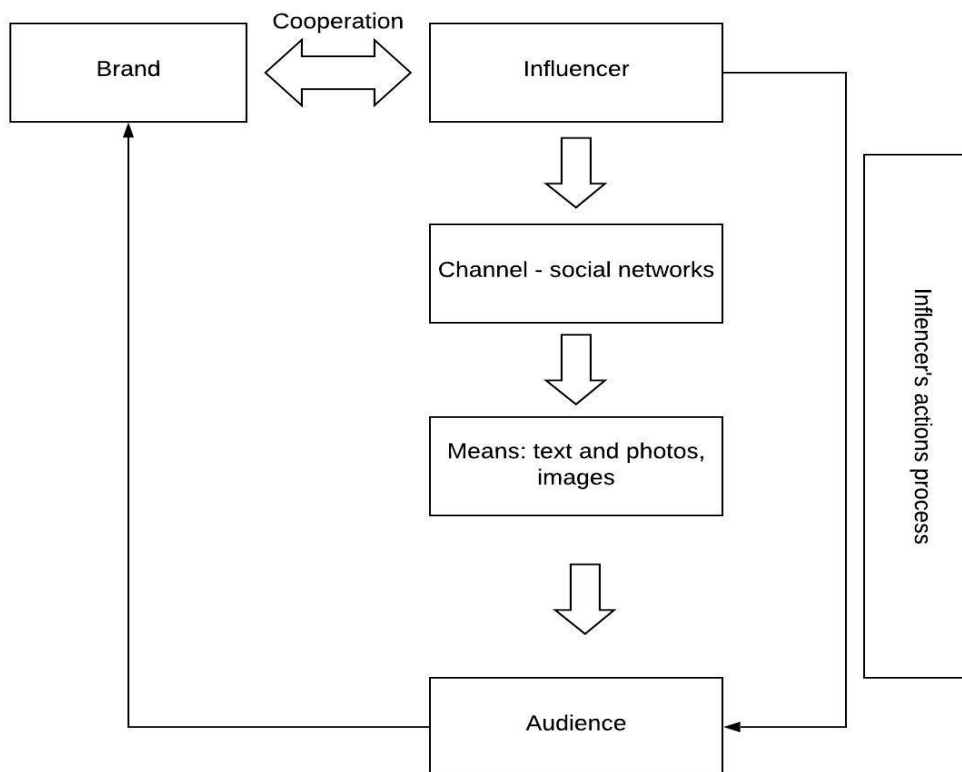 Cooperation
Brand
Influencer
Channel - social networks
Means: text and photos,
images
Inflencer's actions process
Audience